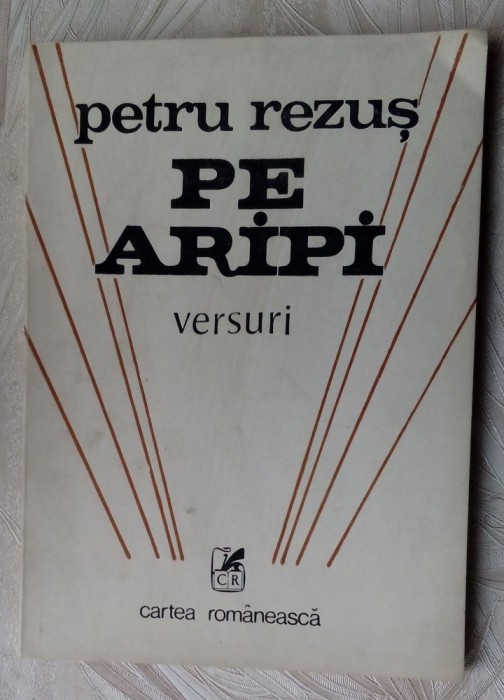 petru rezuș
PE
ARIPI
versuri
CR
cartea românească